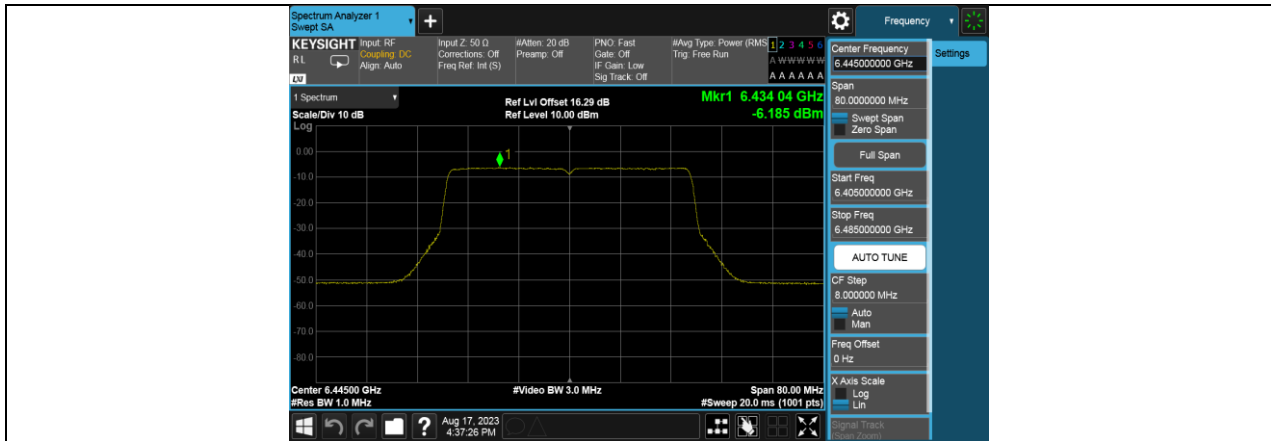 Spectrum Analyzer 1
Swept SA
Frequency
KEYSIGHT
RL
LXI
Input: RF
Coupling: DC
Align: Auto
Input Z: 50 Ω
Corrections: Off
Freq Ref: Int (S)
#Atten: 20 dB
Preamp: Off
PNO: Fast
Gate: Off
IF Gain: Low
Sig Track: Off
#Avg Type: Power (RMS
Trig: Free Run
1 2 3 4 5 6
A W W W W W
A A A A A A
1 Spectrum
Scale/Div 10 dB
Log
Ref Lvl Offset 16.29 dB
Ref Level 10.00 dBm
Mkr1 6.434 04 GHz
-6.185 dBm
1
0.00
-10.0
-20.0
-30.0
-40.0
-50.0
-60.0
-70.0
-80.0
Center 6.44500 GHz
#Res BW 1.0 MHz
#Video BW 3.0 MHz
Span 80.00 MHz
#Sweep 20.0 ms (1001 pts)
?
Aug 17, 2023
4:37:26 PM
Center Frequency
6.445000000 GHz
Settings
Span
80.0000000 MHz
Swept Span
Zero Span
Full Span
Start Freq
6.405000000 GHz
Stop Freq
6.485000000 GHz
AUTO TUNE
CF Step
8.000000 MHz
Auto
Man
Freq Offset
0 Hz
X Axis Scale
Log
Lin
Signal Track
(Span Zoom)